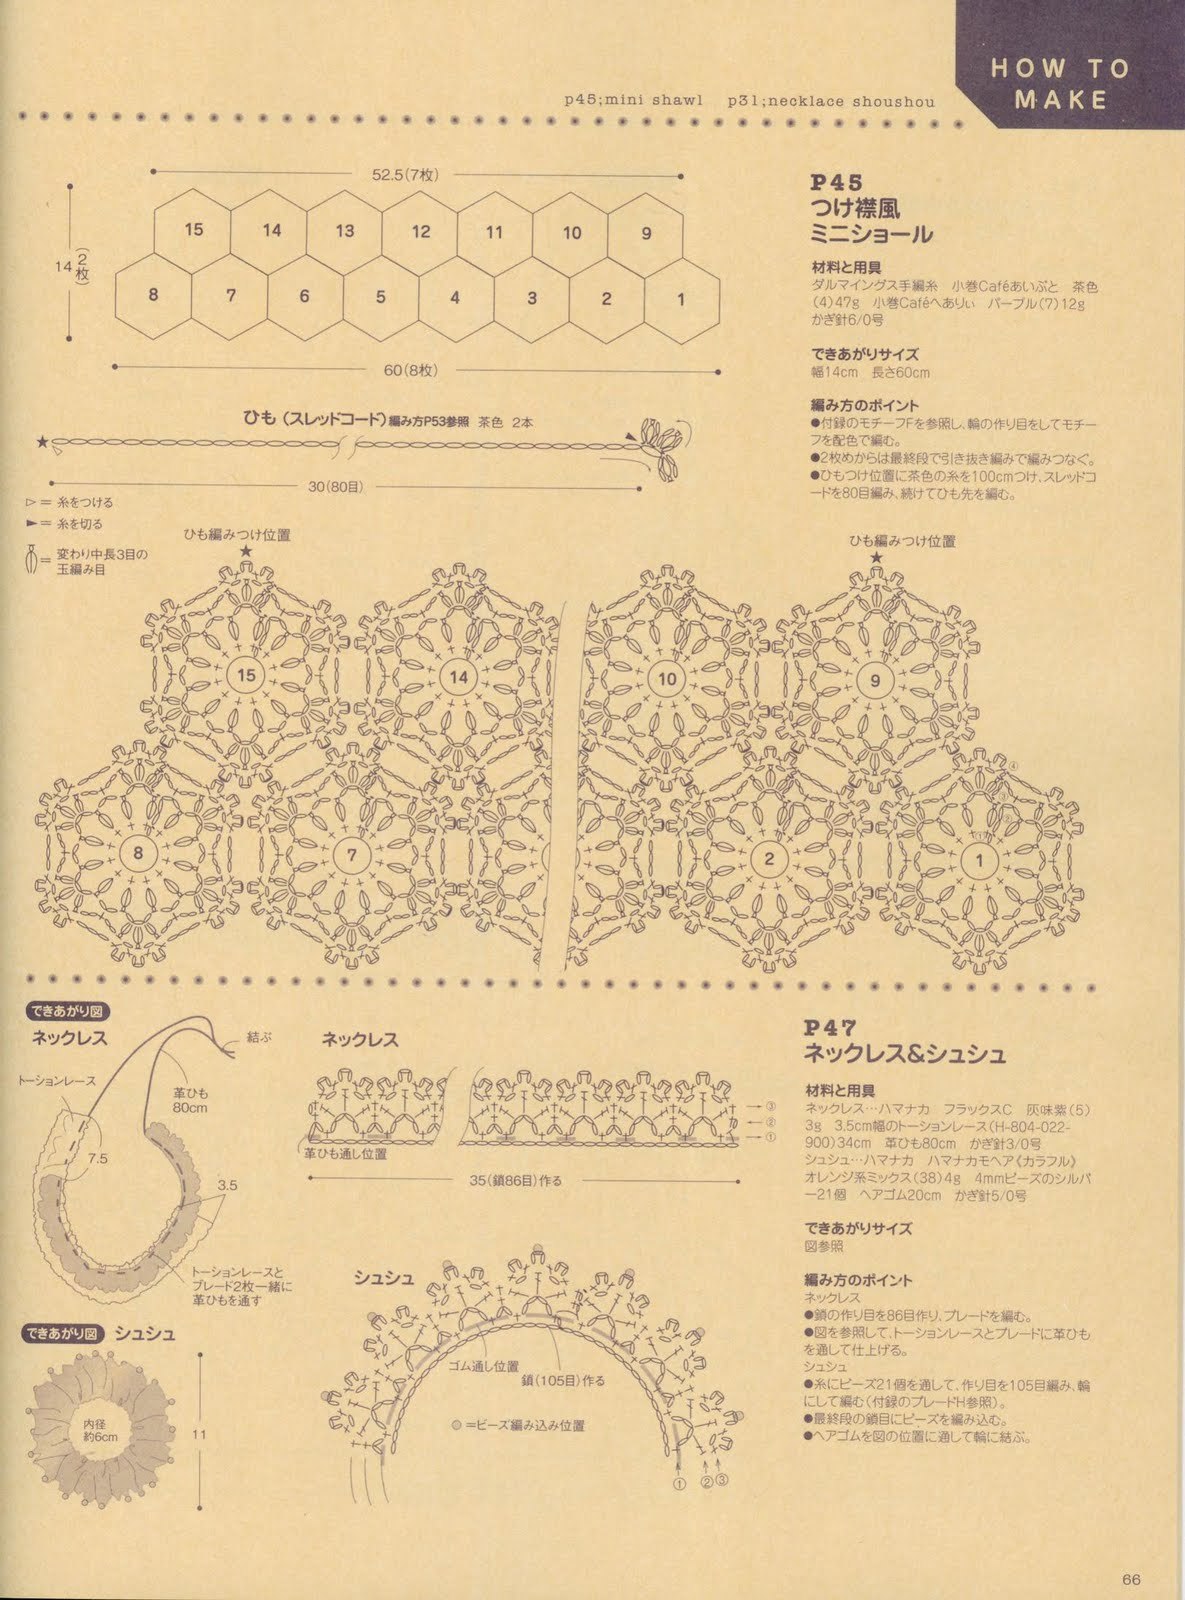 HOW TO
MAKE
p45;mini shawl p31;necklace shoushou
52.5(7枚)
14(2枚)
15 14 13 12 11 10 9
8 7 6 5 4 3 2 1
60(8枚)
P45
つけ襟風
ミニショール
材料と用具
ダルマイングス手編糸 小巻Caféあいぶと 茶色
(4)47g 小巻Caféへありぃ パープル(7)12g
かぎ針6/0号
できあがりサイズ
幅14cm 長さ60cm
編み方のポイント
●付録のモチーフFを参照し、輪の作り目をしてモチー
フを配色で編む。
●2枚めからは最終段で引き抜き編みで編みつなぐ。
●ひもつけ位置に茶色の糸を100cmつけ、スレッドコ
ードを80目編み、続けてひも先を編む。
ひも(スレッドコード)編み方P53参照 茶色 2本
★
30(80目)
▷= 糸をつける
►= 糸を切る
= 変わり中長3目の
玉編み目
ひも編みつけ位置
★
ひも編みつけ位置
★
15 14 10 9
④
③
②
①
8 7 2 1
できあがり図
ネックレス
結ぶ
トーションレース
革ひも
80cm
7.5
3.5
トーションレースと
ブレード2枚一緒に
革ひもを通す
ネックレス
③
②
①
革ひも通し位置
35(鎖86目)作る
できあがり図 シュシュ
内径
約6cm
11
シュシュ
ゴム通し位置
鎖(105目)作る
=ビーズ編み込み位置
① ② ③
P47
ネックレス&シュシュ
材料と用具
ネックレス…ハマナカ フラックスC 灰味紫(5)
3g 3.5cm幅のトーションレース(H-804-022-
900)34cm 革ひも80cm かぎ針3/0号
シュシュ…ハマナカ ハマナカモヘア《カラフル》
オレンジ系ミックス(38)4g 4mmビーズのシルバ
ー21個 ヘアゴム20cm かぎ針5/0号
できあがりサイズ
図参照
編み方のポイント
ネックレス
●鎖の作り目を86目作り、ブレードを編む。
●図を参照して、トーションレースとブレードに革ひも
を通して仕上げる。
シュシュ
●糸にビーズ21個を通して、作り目を105目編み、輪
にして編む(付録のブレードH参照)。
●最終段の鎖目にビーズを編み込む。
●ヘアゴムを図の位置に通して輪に結ぶ。
66